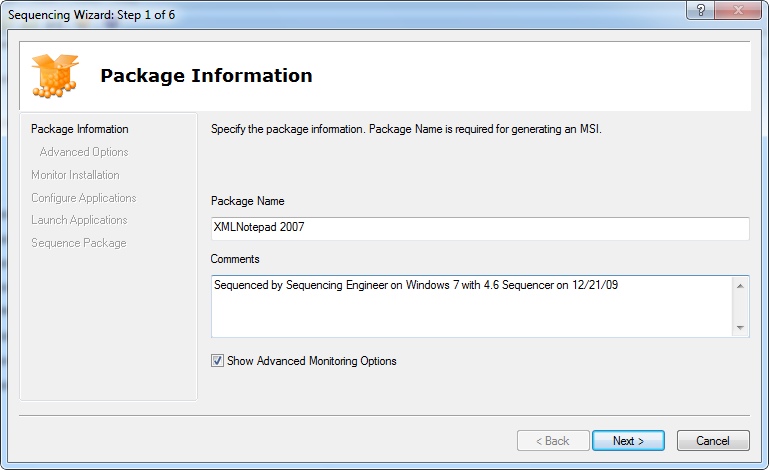 Sequencing Wizard: Step 1 of 6
Package Information
Package Information
Advanced Options
Monitor Installation
Configure Applications
Launch Applications
Sequence Package
Specify the package information. Package Name is required for generating an MSI.
Package Name
XMLNotepad 2007
Comments
Sequenced by Sequencing Engineer on Windows 7 with 4.6 Sequencer on 12/21/09
Show Advanced Monitoring Options
< Back
Next >
Cancel